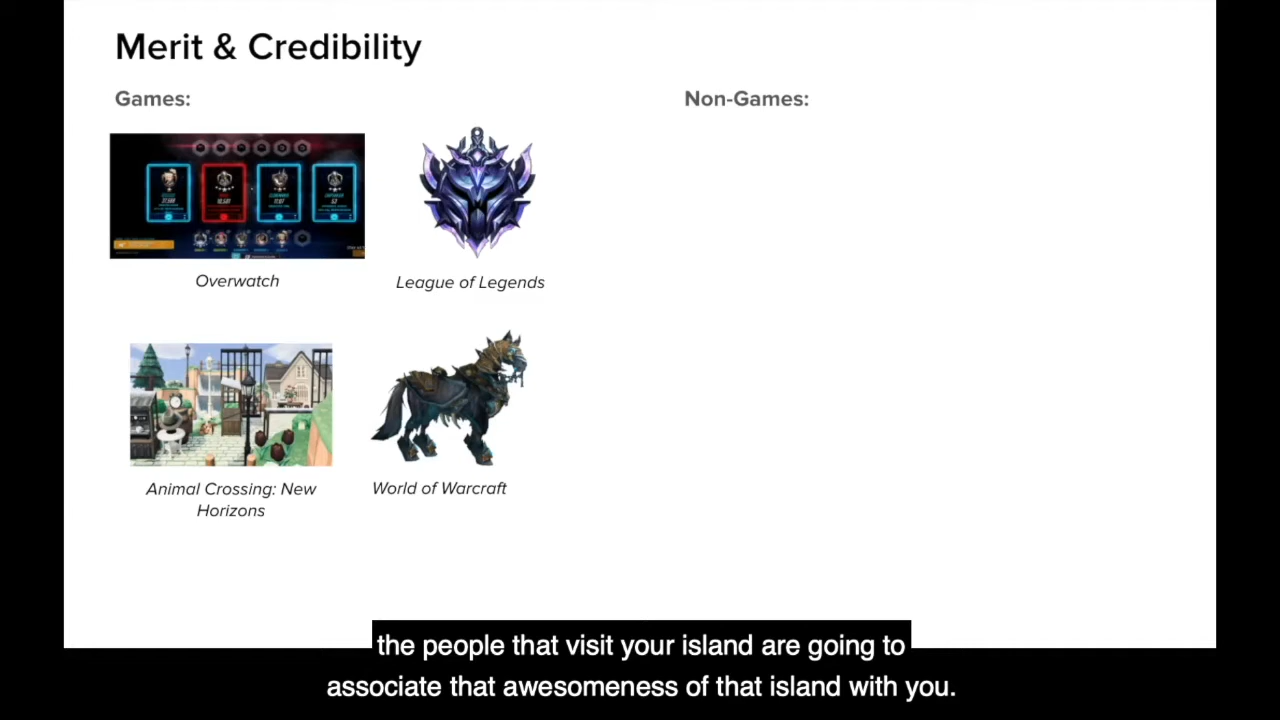 Merit & Credibility
Games:
Non-Games:
Overwatch
League of Legends
Animal Crossing: New
Horizons
World of Warcraft
the people that visit your island are going to
associate that awesomeness of that island with you.